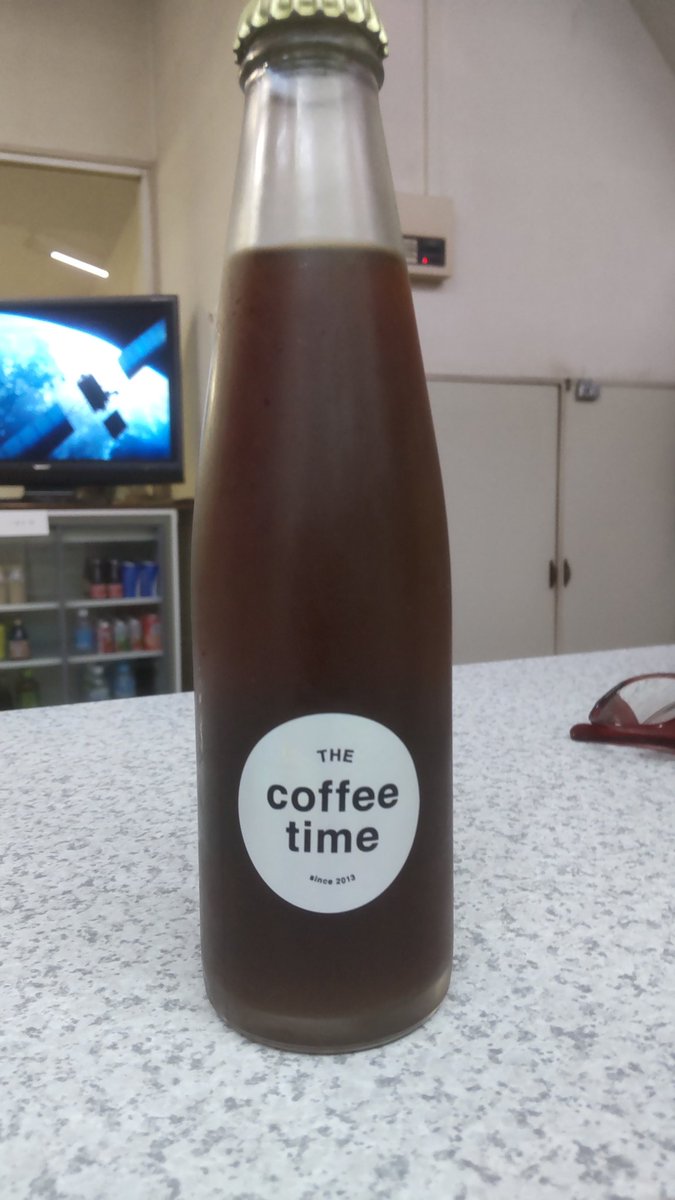 THE
coffee
time
since 2013